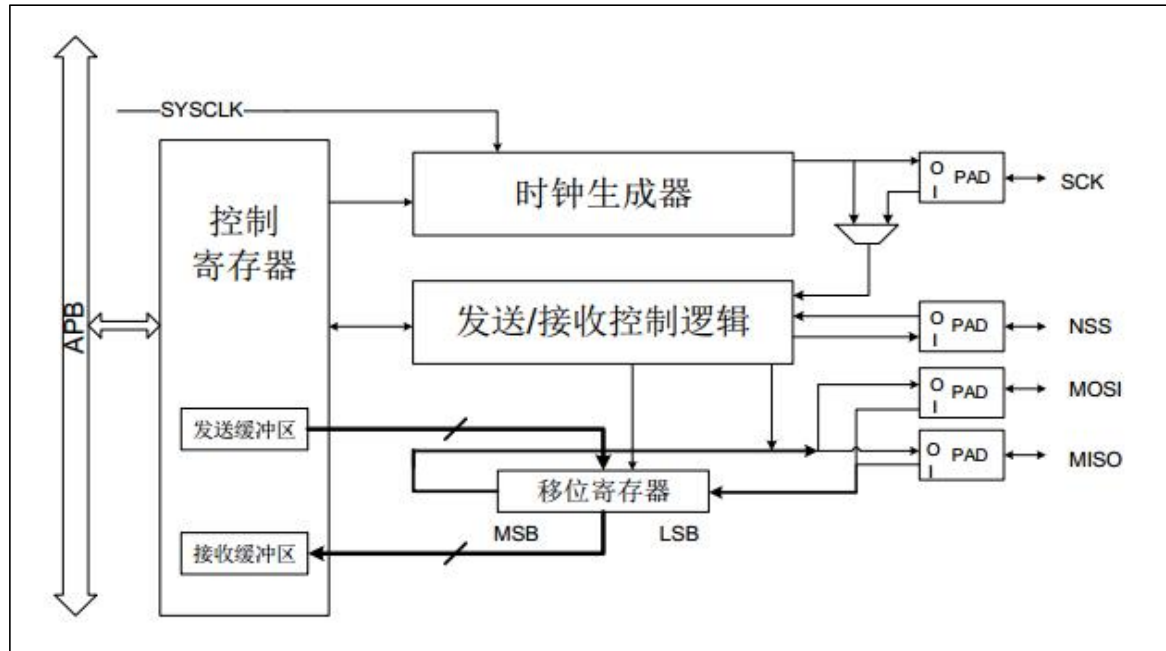 SYSCLK
时钟生成器
O
I
PAD
SCK
控制
寄存器
发送/接收控制逻辑
O
I
PAD
NSS
APB
O
I
PAD
MOSI
发送缓冲区
O
I
PAD
MISO
移位寄存器
MSB
LSB
接收缓冲区